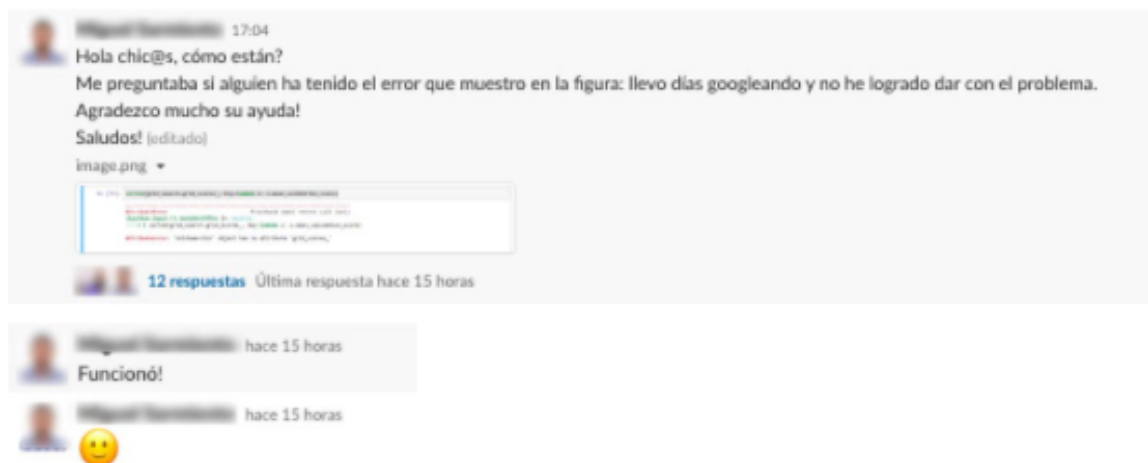 17:04
Hola chic@s, cómo están?
Me preguntaba si alguien ha tenido el error que muestro en la figura: llevo días googleando y no he logrado dar con el problema.
Agradezco mucho su ayuda!
Saludos! (editado)
image.png
12 respuestas Última respuesta hace 15 horas
hace 15 horas
Funcionó!
hace 15 horas